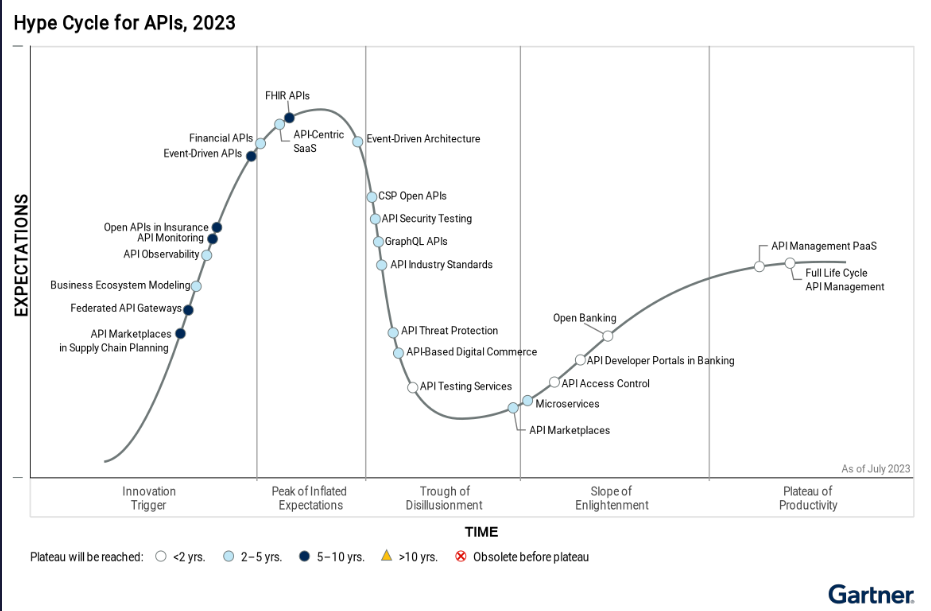 Hype Cycle for APIs, 2023
EXPECTATIONS
FHIR APIs
Financial APIs
API-Centric
SaaS
Event-Driven Architecture
Event-Driven APIs
CSP Open APIs
API Security Testing
Open APIs in Insurance
API Monitoring
GraphQL APIs
API Observability
API Industry Standards
Business Ecosystem Modeling
Federated API Gateways
API Marketplaces
in Supply Chain Planning
API Threat Protection
API-Based Digital Commerce
API Testing Services
API Management PaaS
Full Life Cycle
API Management
Open Banking
API Developer Portals in Banking
API Access Control
Microservices
API Marketplaces
As of July 2023
Innovation
Trigger
Peak of Inflated
Expectations
Trough of
Disillusionment
Slope of
Enlightenment
Plateau of
Productivity
TIME
Plateau will be reached: <2 yrs. 2–5 yrs. 5–10 yrs. >10 yrs. Obsolete before plateau
Gartner.